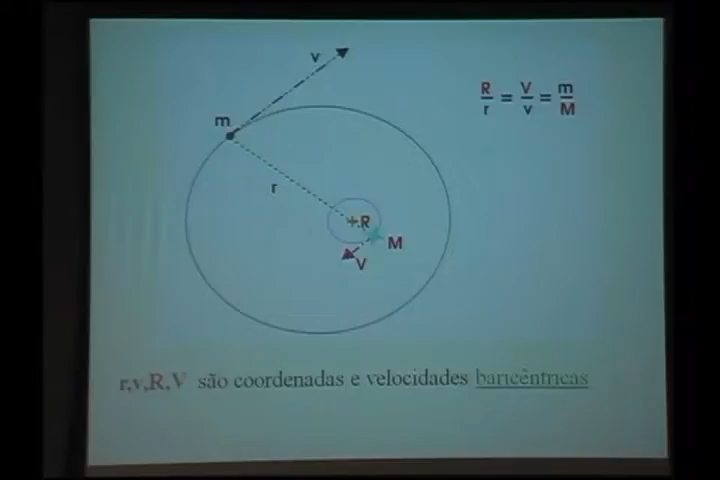 v
m
R/r = V/v = m/M
r
R
M
V
r,v,R,V são coordenadas e velocidades baricêntricas